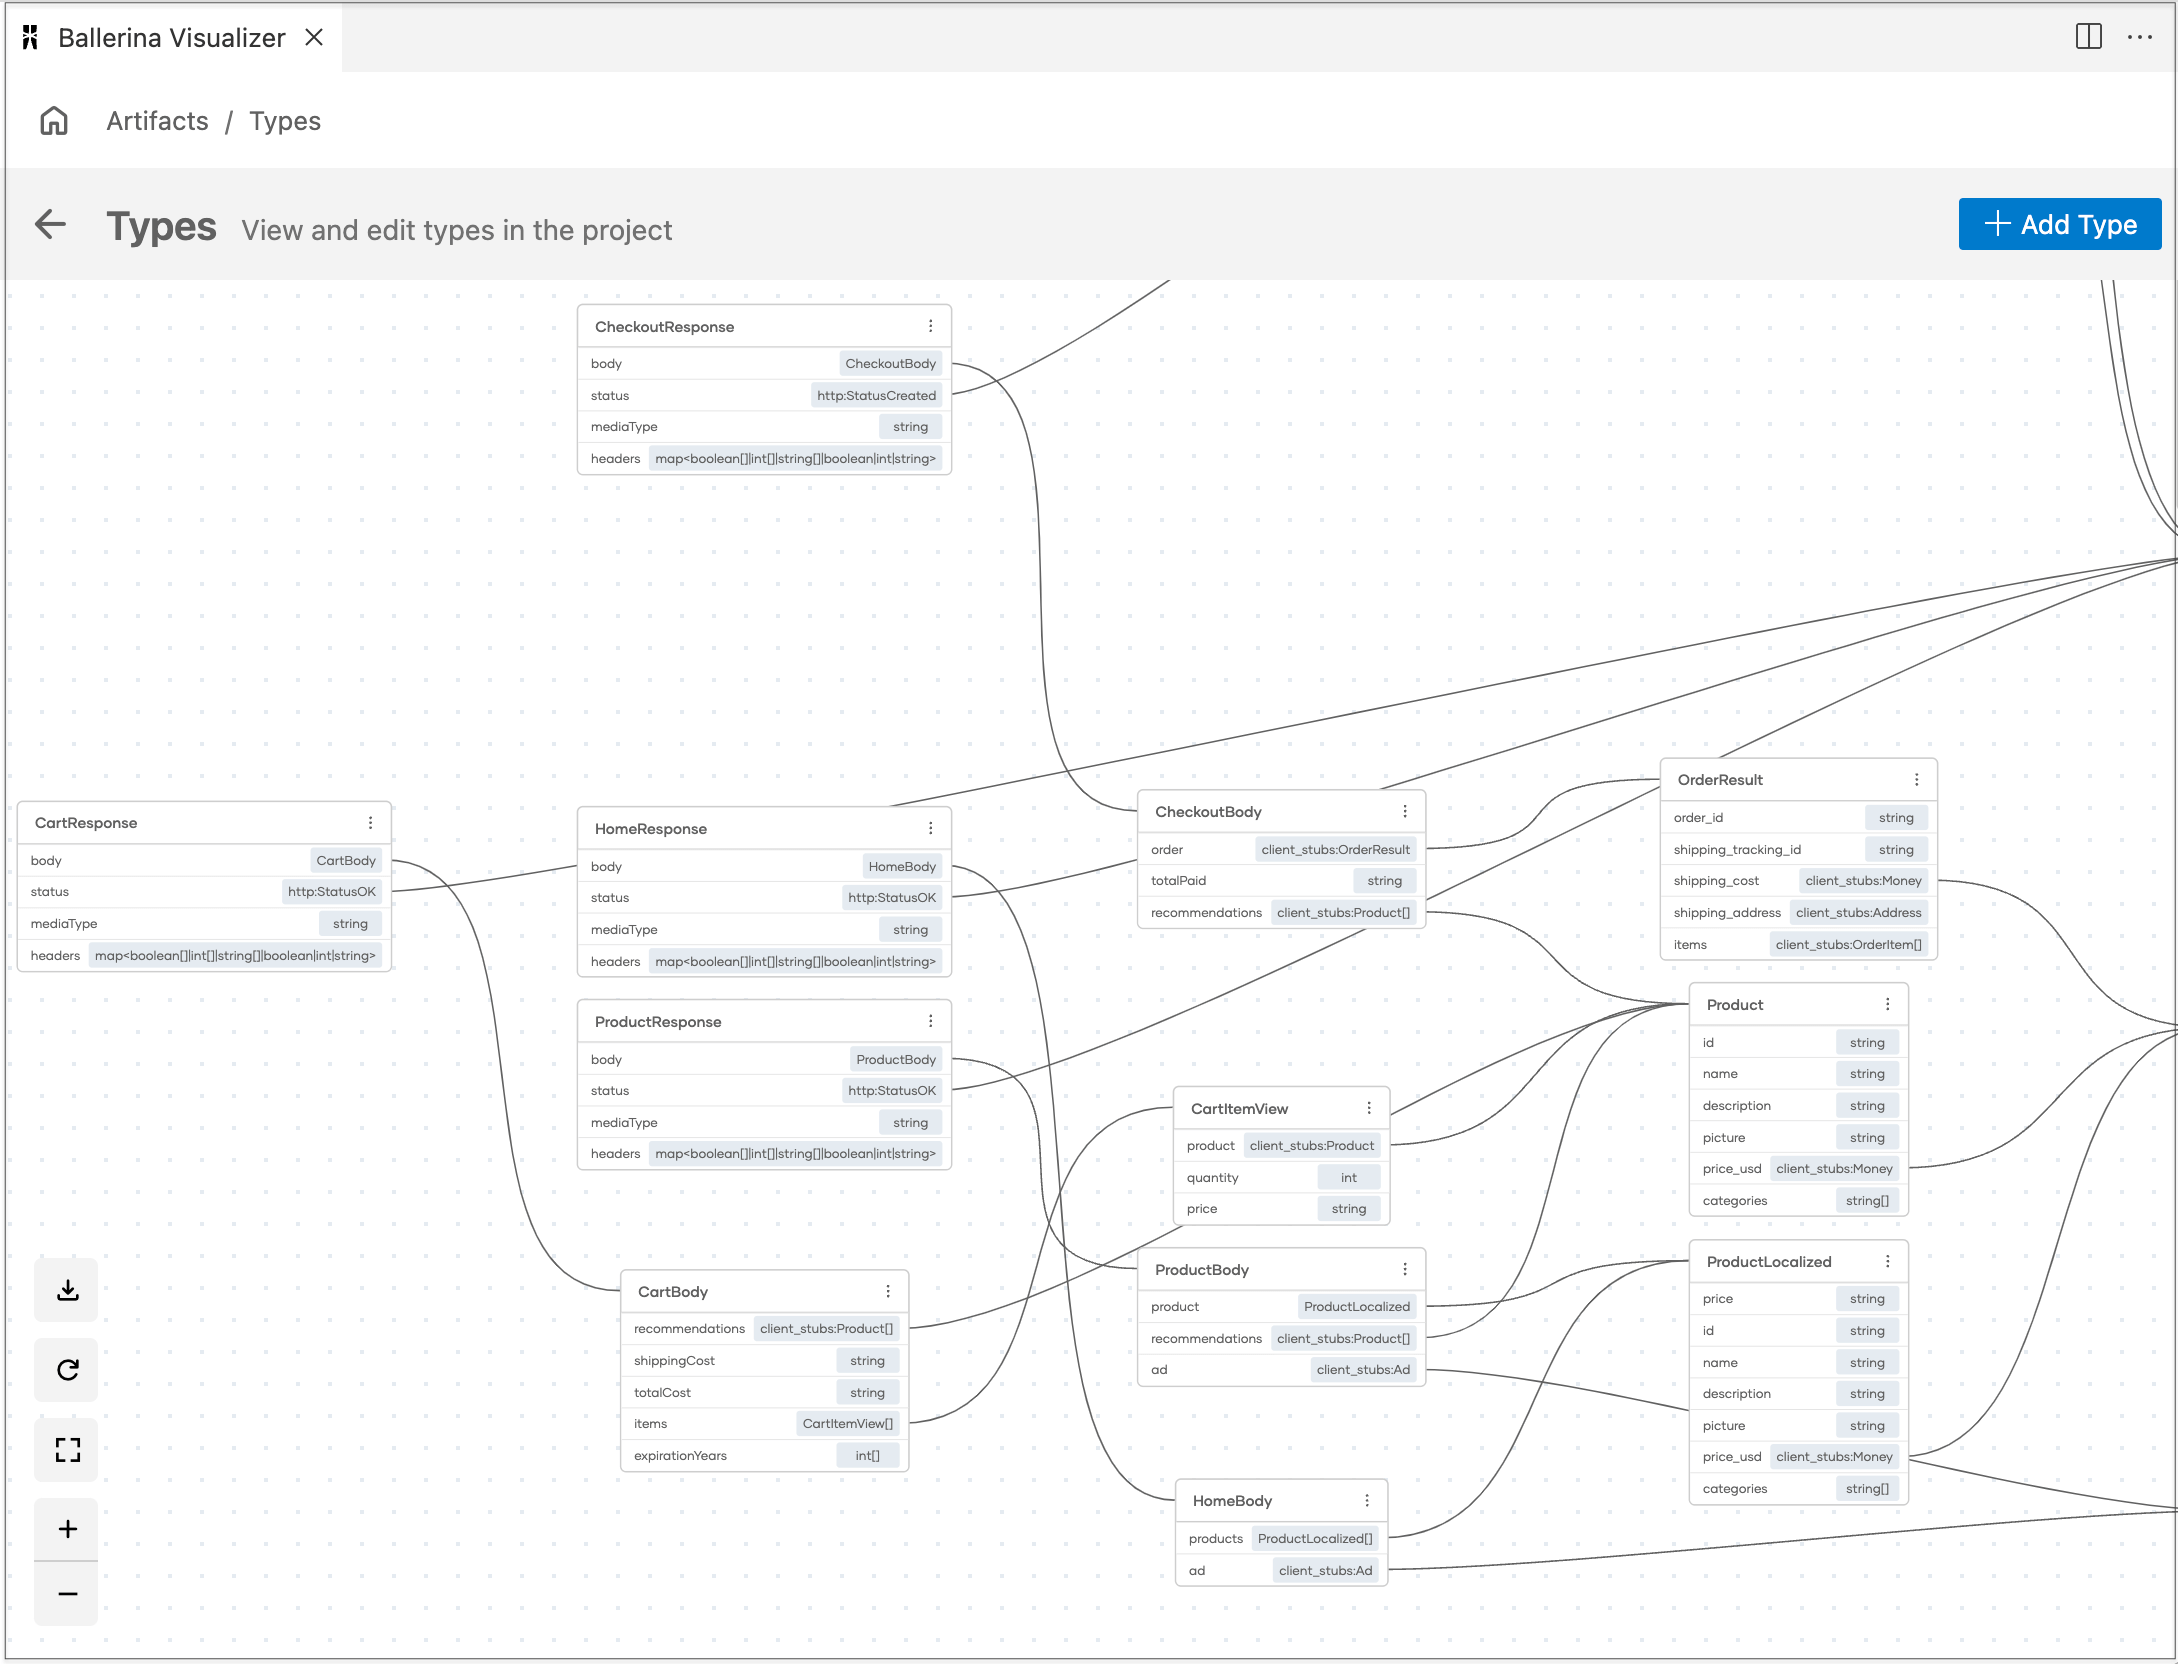 Ballerina Visualizer
Artifacts / Types
Types View and edit types in the project
Add Type
CheckoutResponse
body CheckoutBody
status http:StatusCreated
mediaType string
headers map<boolean[]|int[]|string[]|boolean|int|string>
CartResponse
body CartBody
status http:StatusOK
mediaType string
headers map<boolean[]|int[]|string[]|boolean|int|string>
HomeResponse
body HomeBody
status http:StatusOK
mediaType string
headers map<boolean[]|int[]|string[]|boolean|int|string>
ProductResponse
body ProductBody
status http:StatusOK
mediaType string
headers map<boolean[]|int[]|string[]|boolean|int|string>
CartBody
recommendations client_stubs:Product[]
shippingCost string
totalCost string
items CartItemView[]
expirationYears int[]
CheckoutBody
order client_stubs:OrderResult
totalPaid string
recommendations client_stubs:Product[]
CartItemView
product client_stubs:Product
quantity int
price string
ProductBody
product ProductLocalized
recommendations client_stubs:Product[]
ad client_stubs:Ad
HomeBody
products ProductLocalized[]
ad client_stubs:Ad
OrderResult
order_id string
shipping_tracking_id string
shipping_cost client_stubs:Money
shipping_address client_stubs:Address
items client_stubs:OrderItem[]
Product
id string
name string
description string
picture string
price_usd client_stubs:Money
categories string[]
ProductLocalized
price string
id string
name string
description string
picture string
price_usd client_stubs:Money
categories string[]